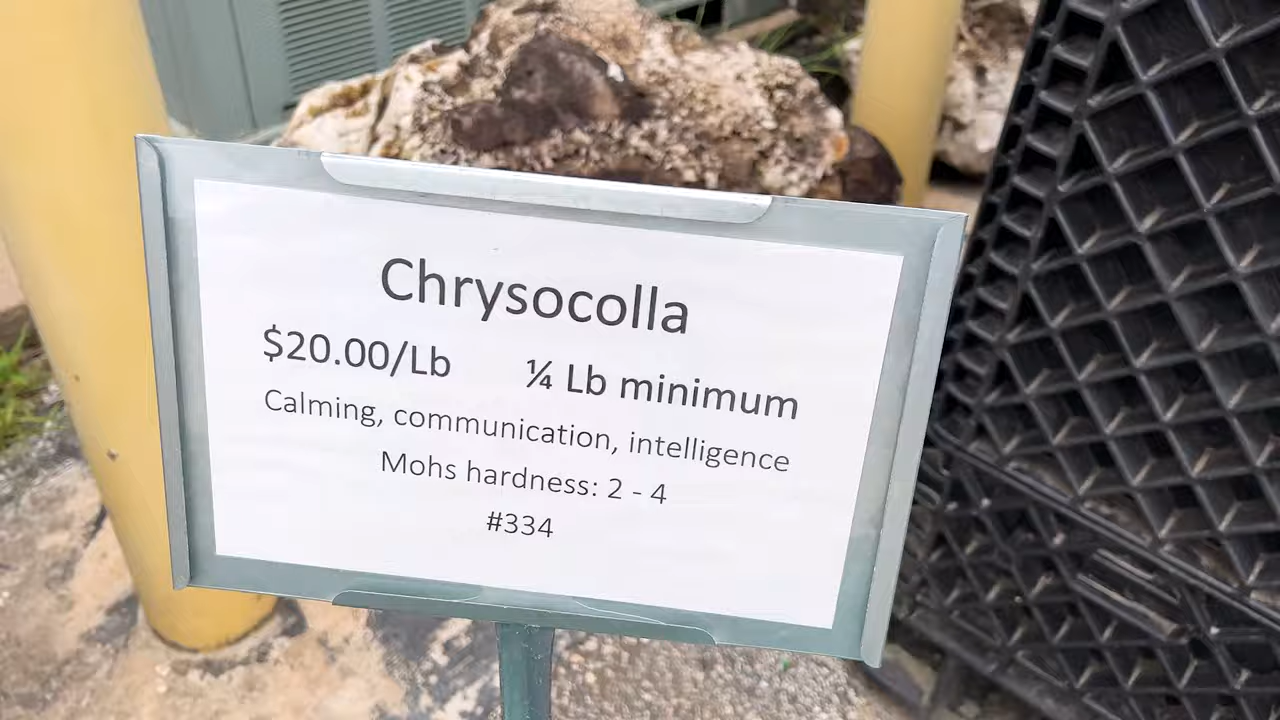 Chrysocolla
$20.00/Lb ¼ Lb minimum
Calming, communication, intelligence
Mohs hardness: 2 - 4
#334